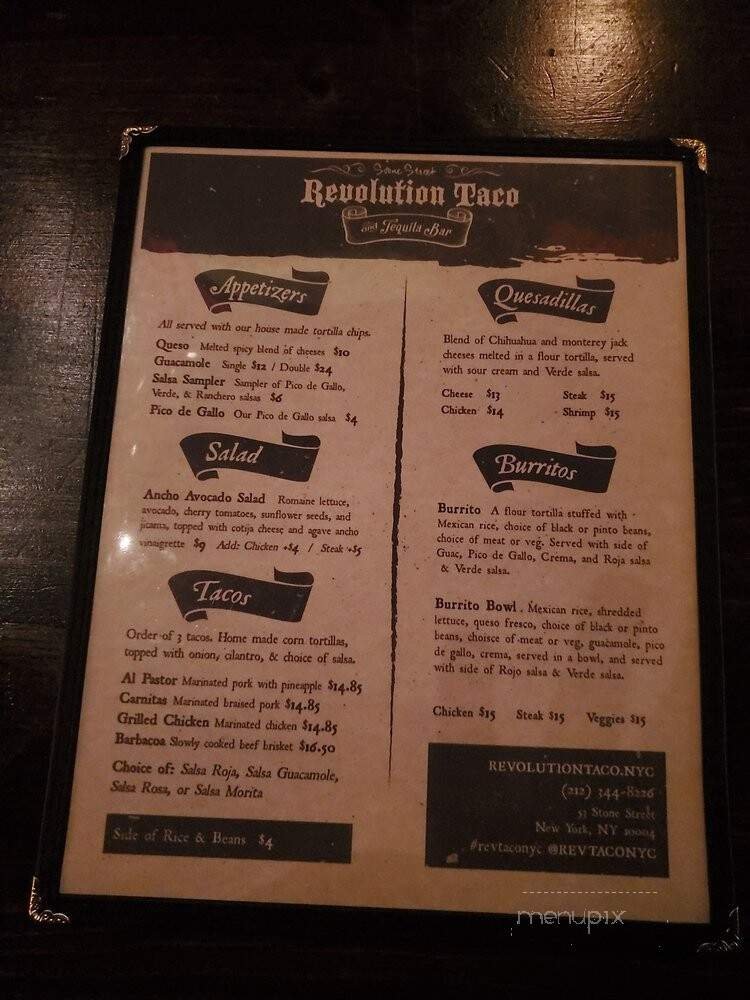 Stone Street
Revolution Taco
and Tequila Bar
Appetizers
All served with our house made tortilla chips.
Queso Melted spicy blend of cheeses $10
Guacamole Single $12 / Double $24
Salsa Sampler Sampler of Pico de Gallo,
Verde, & Ranchero salsas $6
Pico de Gallo Our Pico de Gallo salsa $4
Salad
Ancho Avocado Salad Romaine lettuce,
avocado, cherry tomatoes, sunflower seeds, and
jicama, topped with cotija cheese and agave ancho
vinaigrette $9 Add: Chicken +$4 / Steak +$5
Tacos
Order of 3 tacos. Home made corn tortillas,
topped with onion, cilantro, & choice of salsa.
Al Pastor Marinated pork with pineapple $14.85
Carnitas Marinated braised pork $14.85
Grilled Chicken Marinated chicken $14.85
Barbacoa Slowly cooked beef brisket $16.50
Choice of: Salsa Roja, Salsa Guacamole,
Salsa Rosa, or Salsa Morita
Side of Rice & Beans $4
Quesadillas
Blend of Chihuahua and monterey jack
cheeses melted in a flour tortilla, served
with sour cream and Verde salsa.
Cheese $13 Steak $15
Chicken $14 Shrimp $15
Burritos
Burrito A flour tortilla stuffed with
Mexican rice, choice of black or pinto beans,
choice of meat or veg. Served with side of
Guac, Pico de Gallo, Crema, and Roja salsa
& Verde salsa.
Burrito Bowl . Mexican rice, shredded
lettuce, queso fresco, choice of black or pinto
beans, choisce of meat or veg, guacamole, pico
de gallo, crema, served in a bowl, and served
with side of Rojo salsa & Verde salsa.
Chicken $15 Steak $15 Veggies $15
REVOLUTIONTACO.NYC
(212) 344-8226
53 Stone Street
New York, NY 10004
#revtaconyc @REVTACONYC
menupix